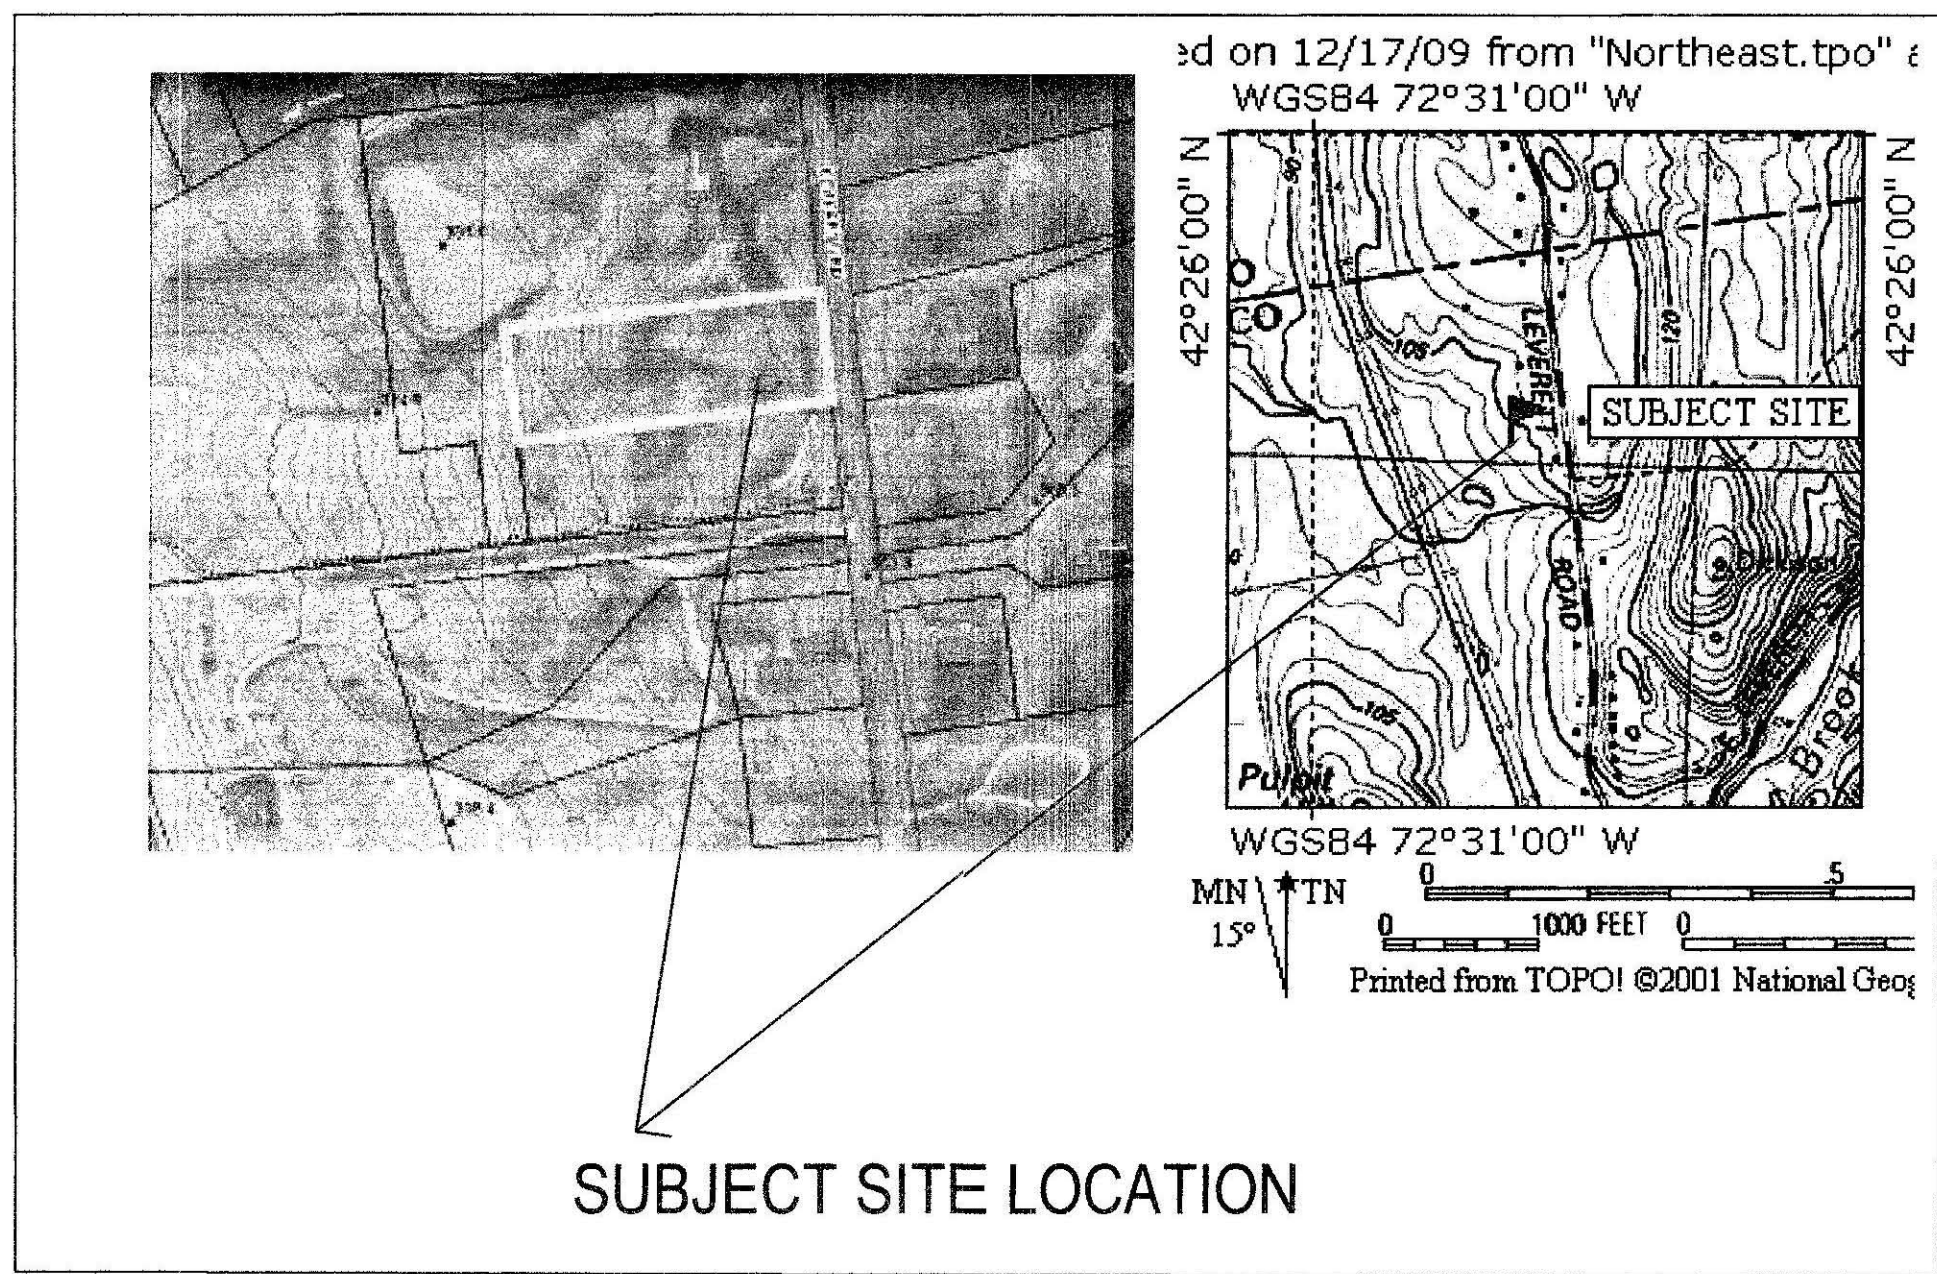 ed on 12/17/09 from "Northeast.tpo" a
WGS84 72°31'00" W
42°26'00" N
42°26'00" N
105
120
LEVERETT
SUBJECT SITE
ROAD
105
Pulpit
Brook
WGS84 72°31'00" W
MN TN
15°
0 .5
0 1000 FEET 0
Printed from TOPO! ©2001 National Geog
SUBJECT SITE LOCATION